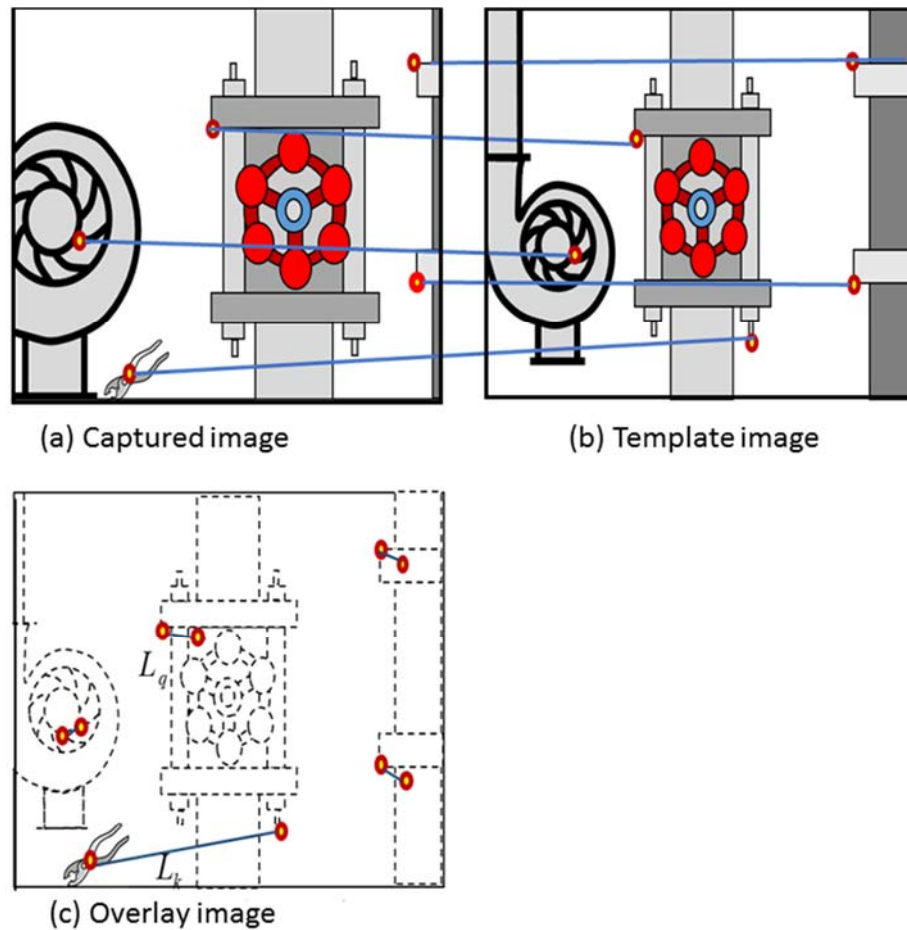 (a) Captured image
(b) Template image
L_q
L_k
(c) Overlay image